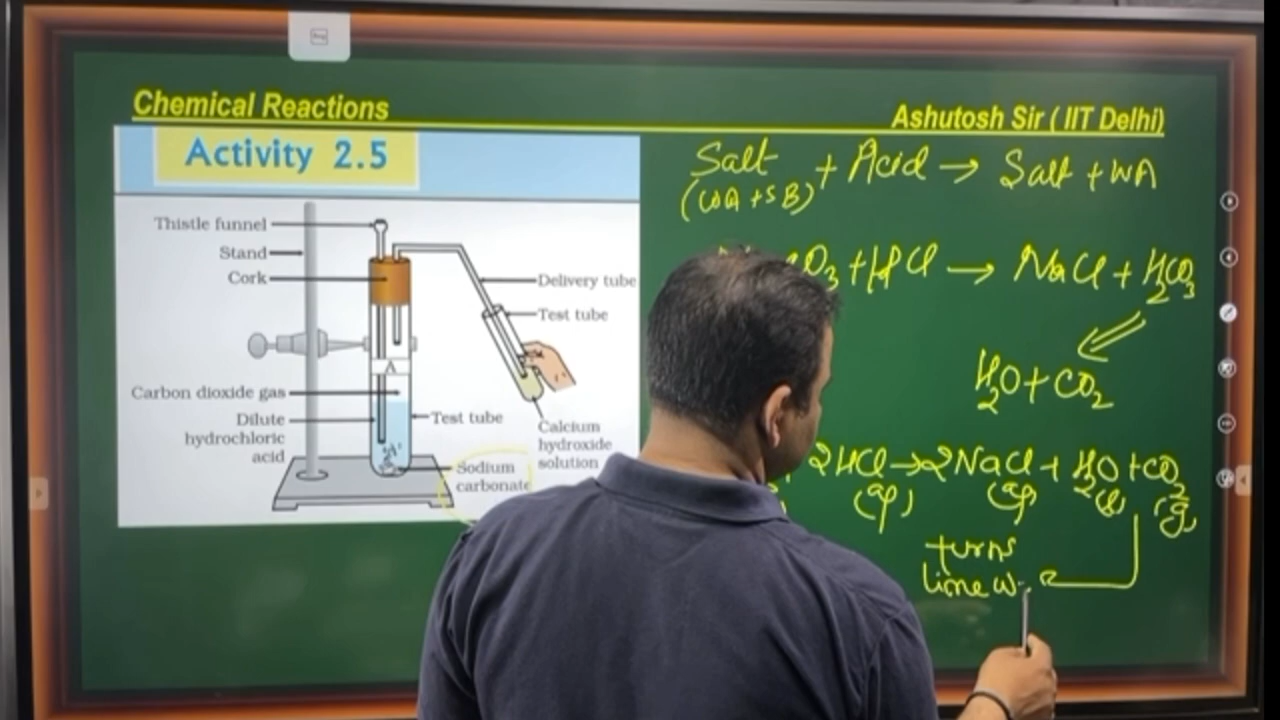 Chemical Reactions
Ashutosh Sir ( IIT Delhi)
Activity 2.5
Thistle funnel
Stand
Cork
Delivery tube
Test tube
A
Carbon dioxide gas
Dilute
hydrochloric
acid
Test tube
Calcium
hydroxide
solution
Sodium
carbonate
Salt + Acid → Salt + WA
(WA + SB)
O₃ + HCl → NaCl + H₂CO₃
H₂O + CO₂
2HCl → 2NaCl + H₂O + CO₂
(aq) (aq) (l) (g)
turns
lime w